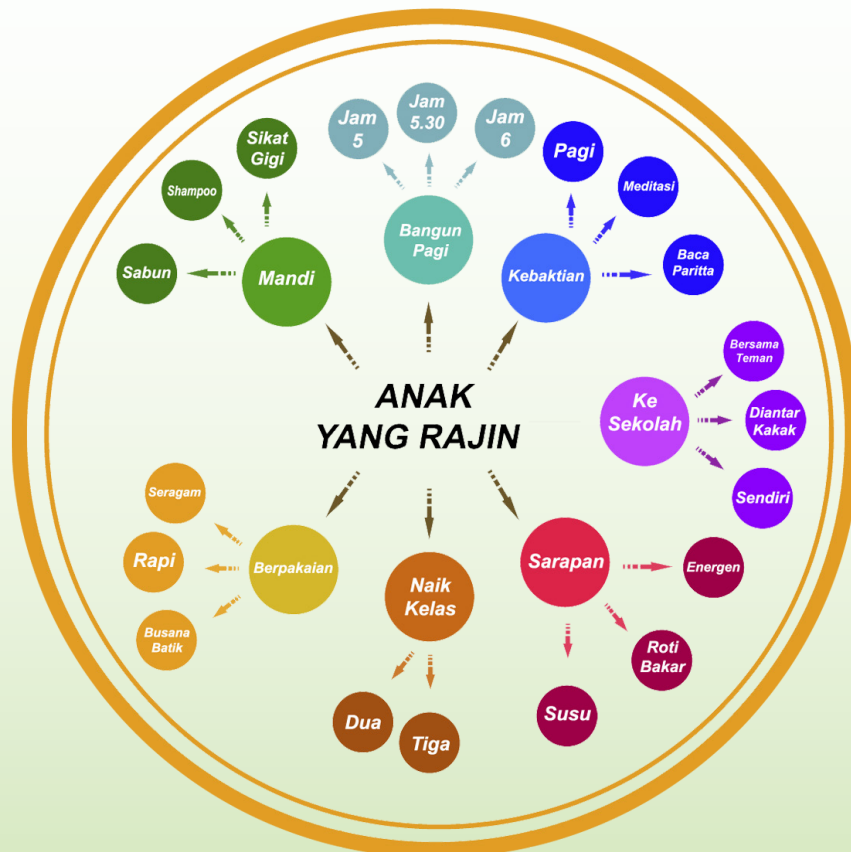 ANAK
YANG RAJIN
Bangun
Pagi
Jam
5
Jam
5.30
Jam
6
Kebaktian
Pagi
Meditasi
Baca
Paritta
Ke
Sekolah
Bersama
Teman
Diantar
Kakak
Sendiri
Sarapan
Energen
Roti
Bakar
Susu
Naik
Kelas
Tiga
Dua
Berpakaian
Busana
Batik
Rapi
Seragam
Mandi
Sabun
Shampoo
Sikat
Gigi